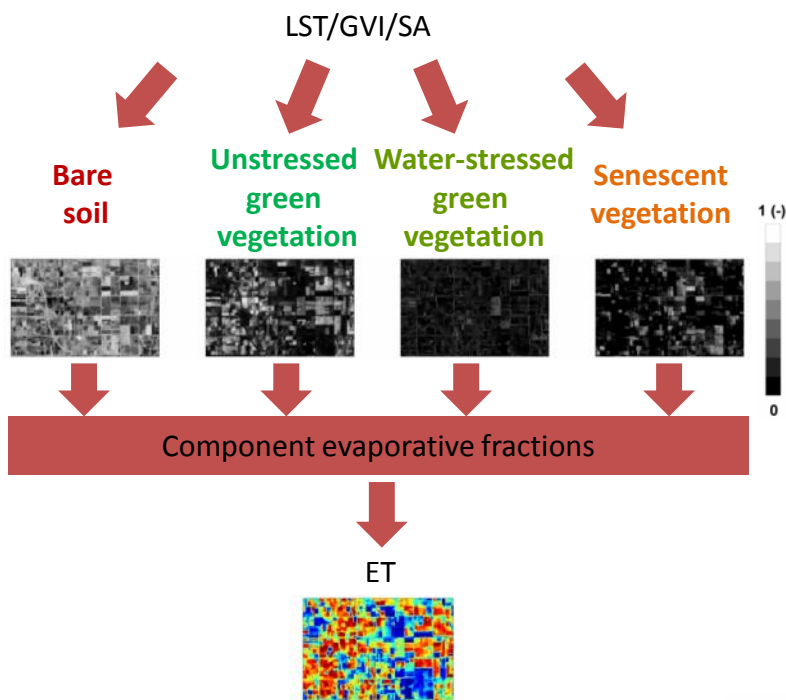 LST/GVI/SA
Bare
soil
Unstressed
green
vegetation
Water-stressed
green
vegetation
Senescent
vegetation
1 (-)
0
Component evaporative fractions
ET